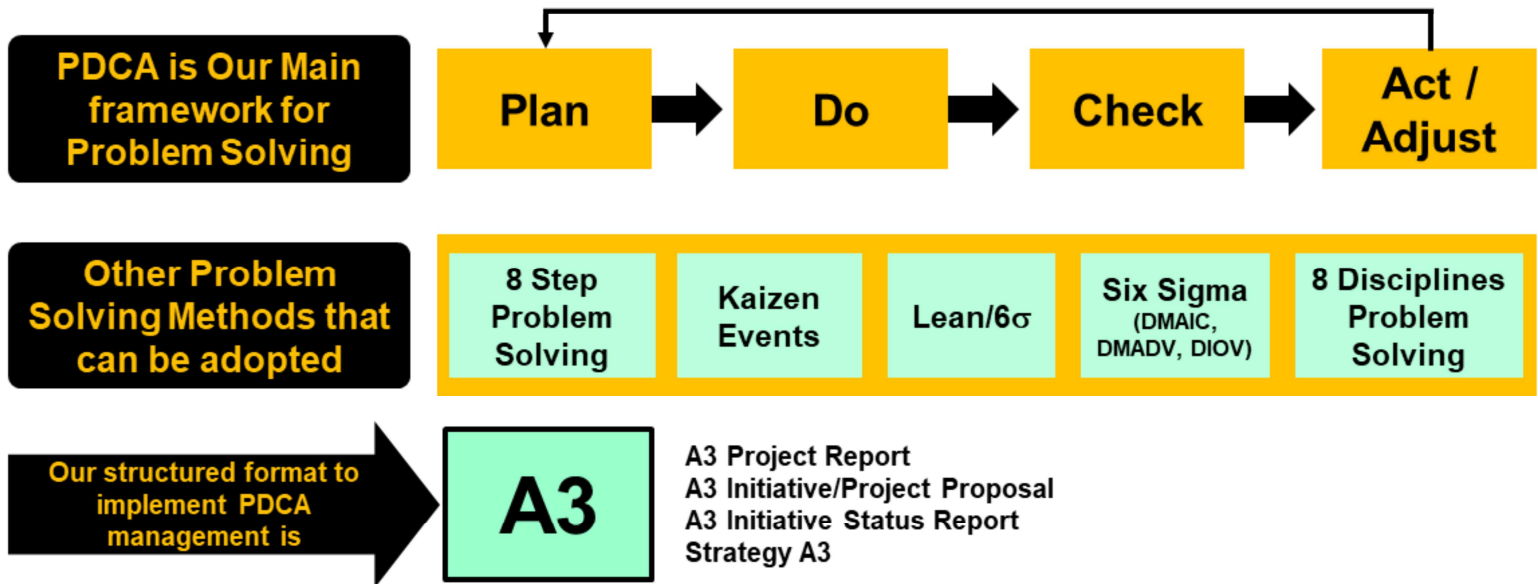 PDCA is Our Main
framework for
Problem Solving
Plan
Do
Check
Act /
Adjust
Other Problem
Solving Methods that
can be adopted
8 Step
Problem
Solving
Kaizen
Events
Lean/6σ
Six Sigma
(DMAIC,
DMADV, DIOV)
8 Disciplines
Problem
Solving
Our structured format to
implement PDCA
management is
A3
A3 Project Report
A3 Initiative/Project Proposal
A3 Initiative Status Report
Strategy A3